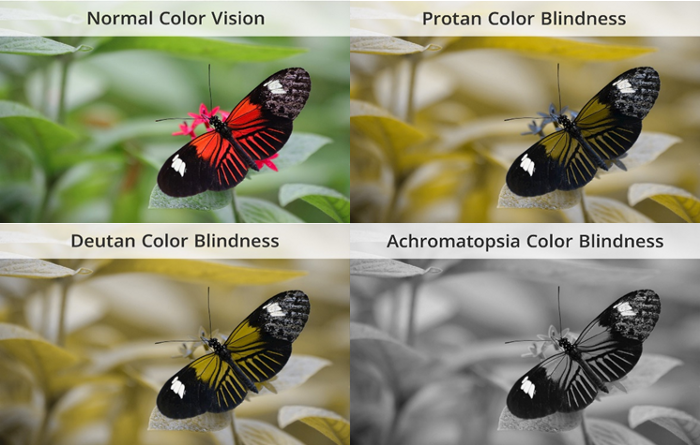 Normal Color Vision
Protan Color Blindness
Deutan Color Blindness
Achromatopsia Color Blindness